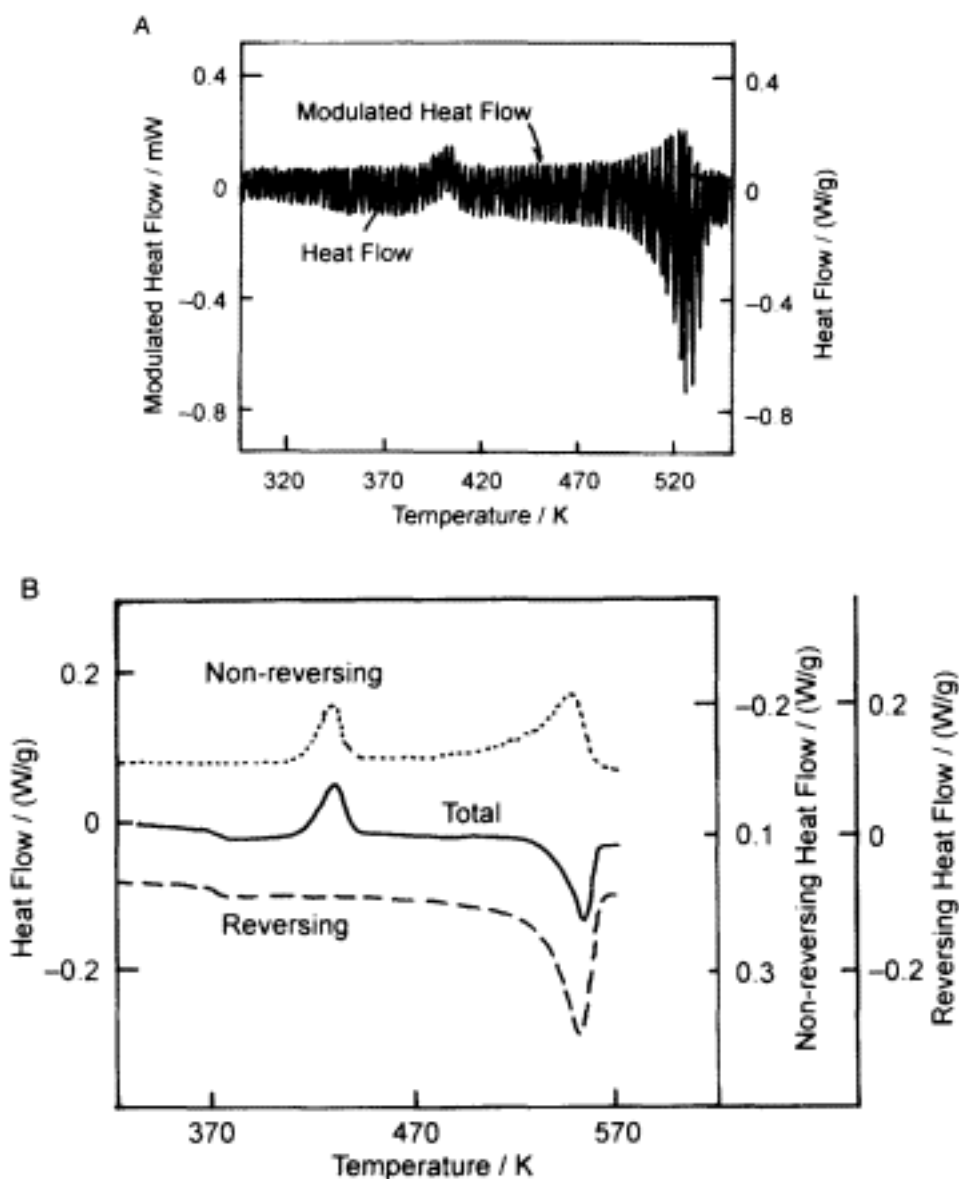 A
Modulated Heat Flow / mW
0.4
0
−0.4
−0.8
Modulated Heat Flow
Heat Flow
0.4
0
−0.4
−0.8
Heat Flow / (W/g)
320 370 420 470 520
Temperature / K
B
Heat Flow / (W/g)
0.2
0
−0.2
Non-reversing
Total
Reversing
−0.2
0.1
0.3
Non-reversing Heat Flow / (W/g)
0.2
0
−0.2
Reversing Heat Flow / (W/g)
370 470 570
Temperature / K